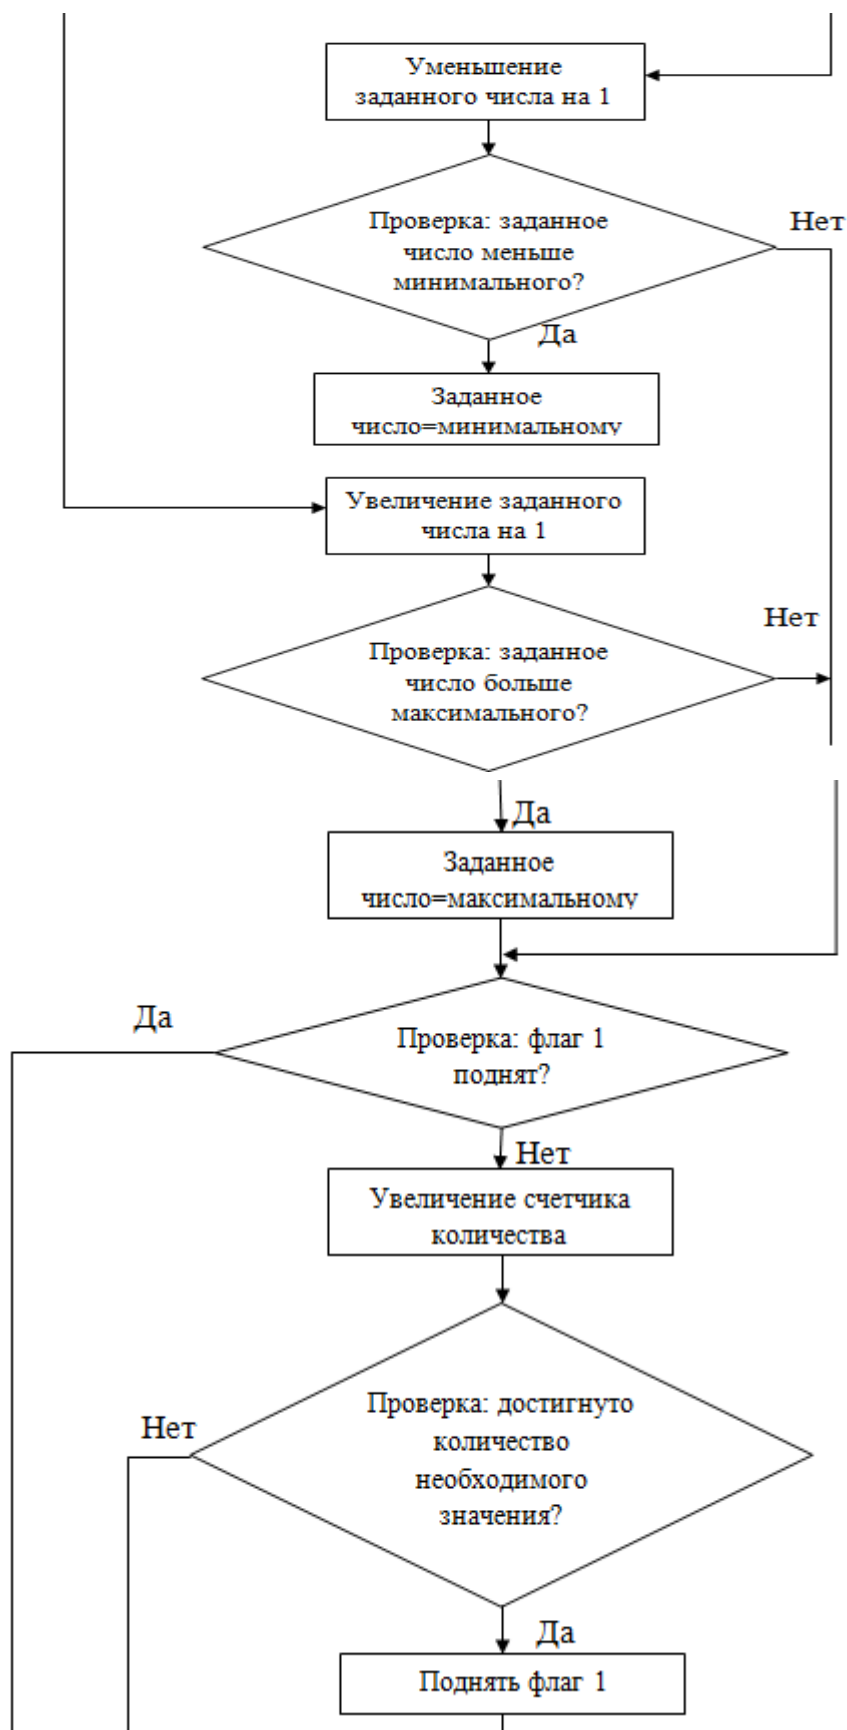 Уменьшение
заданного числа на 1
Проверка: заданное
число меньше
минимального?
Нет
Да
Заданное
число=минимальному
Увеличение заданного
числа на 1
Нет
Проверка: заданное
число больше
максимального?
Да
Заданное
число=максимальному
Да
Проверка: флаг 1
поднят?
Нет
Увеличение счетчика
количества
Нет
Проверка: достигнуто
количество
необходимого
значения?
Да
Поднять флаг 1